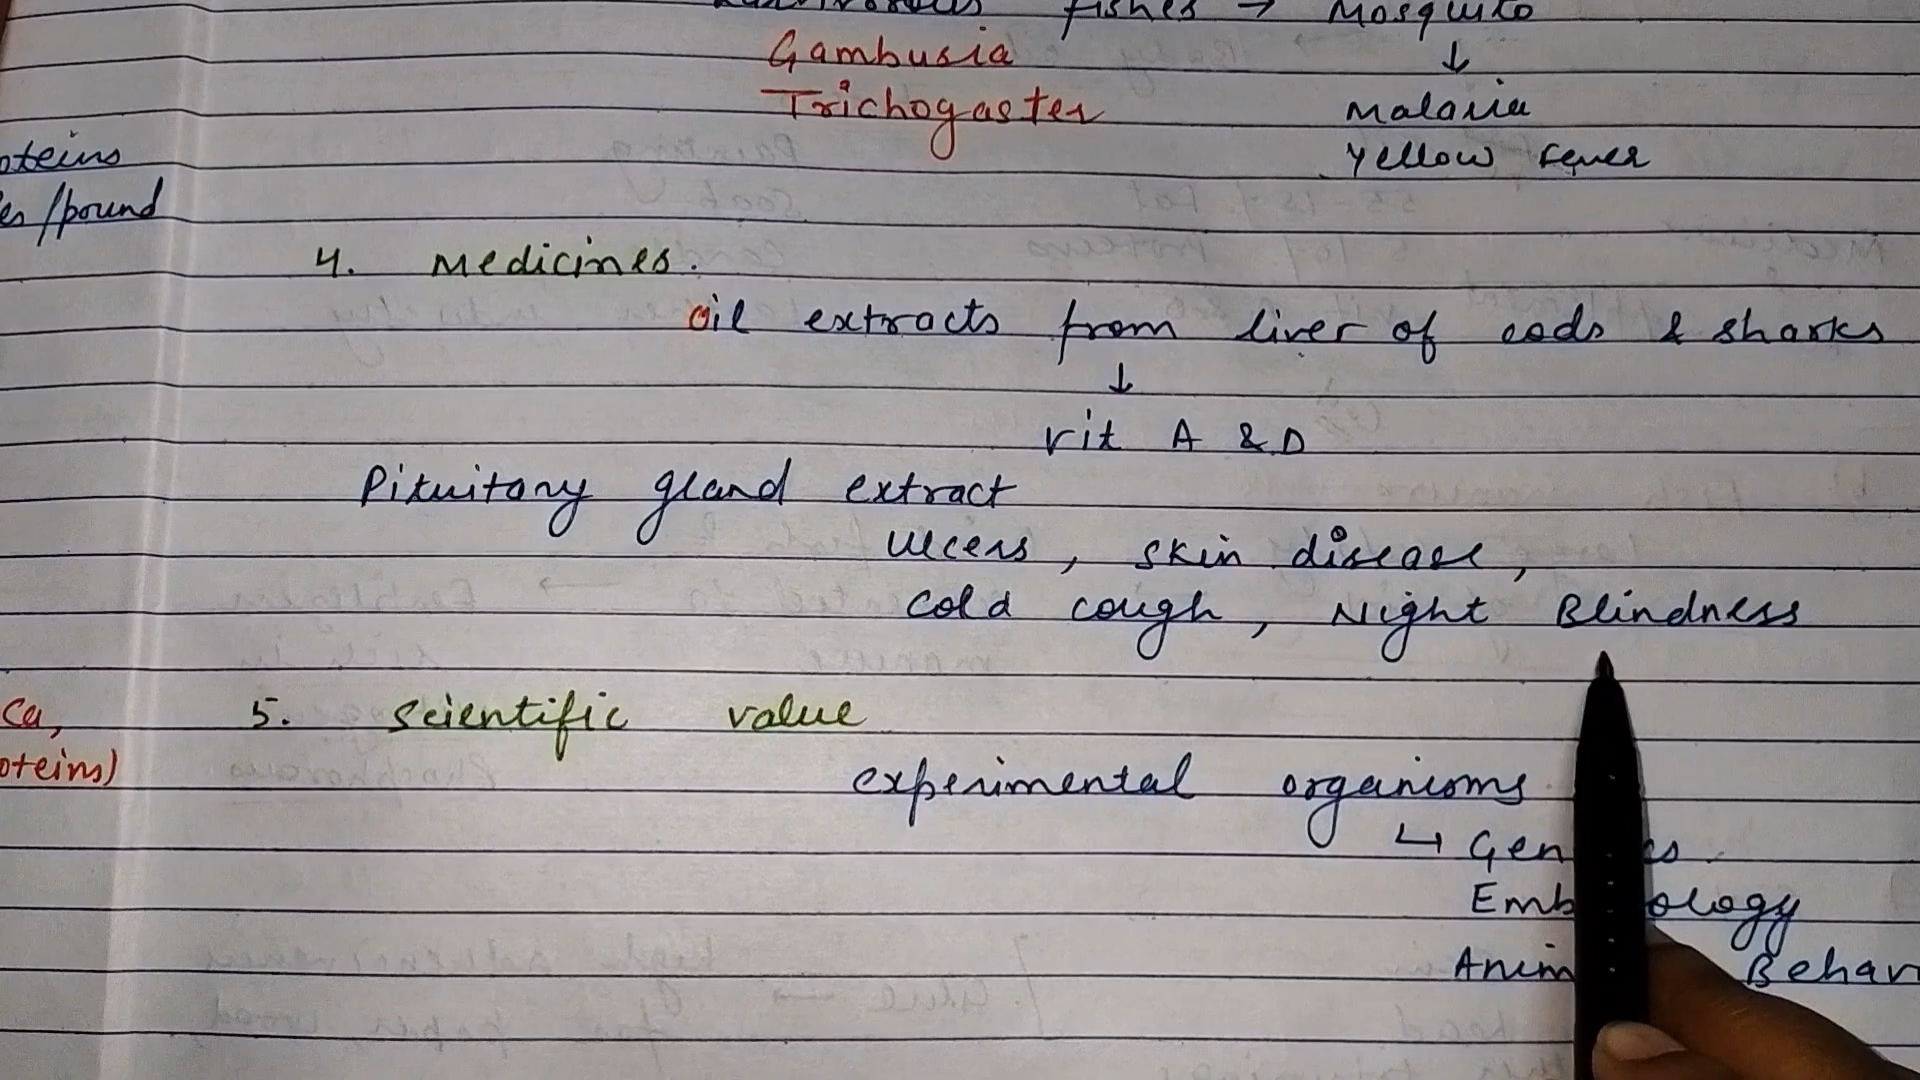 fishes → Mosquito
Gambusia ↓
Trichogaster Malaria
oteins Yellow Fever
es /pound
4. Medicines.
oil extracts from liver of cods & sharks
↓
vit A & D
Pituitary gland extract
ulcers, skin disease,
cold cough, Night Blindness
Ca, 5. Scientific value
oteins) experimental organisms
↳ Gen cs
Emb ology
Anim Behav